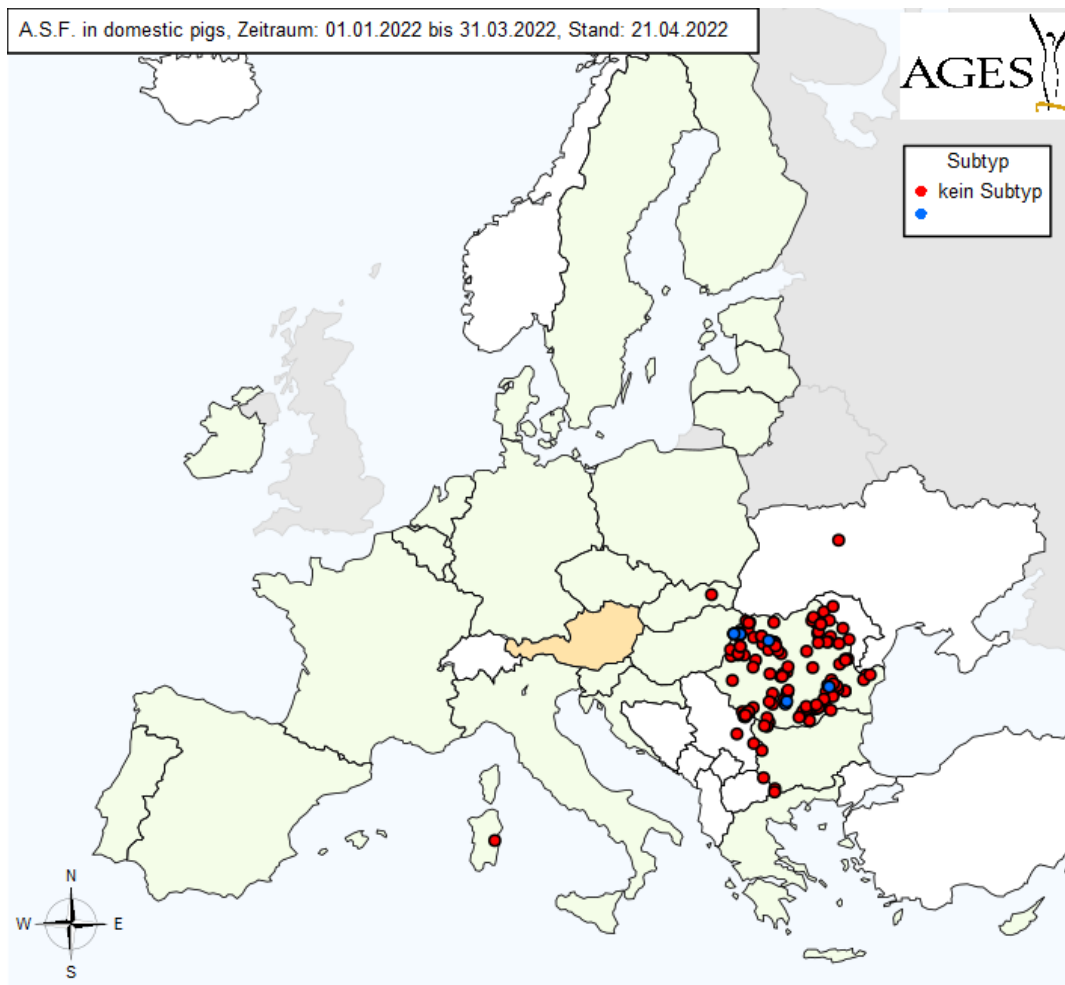 A.S.F. in domestic pigs, Zeitraum: 01.01.2022 bis 31.03.2022, Stand: 21.04.2022
AGES
Subtyp
kein Subtyp
N
W E
S